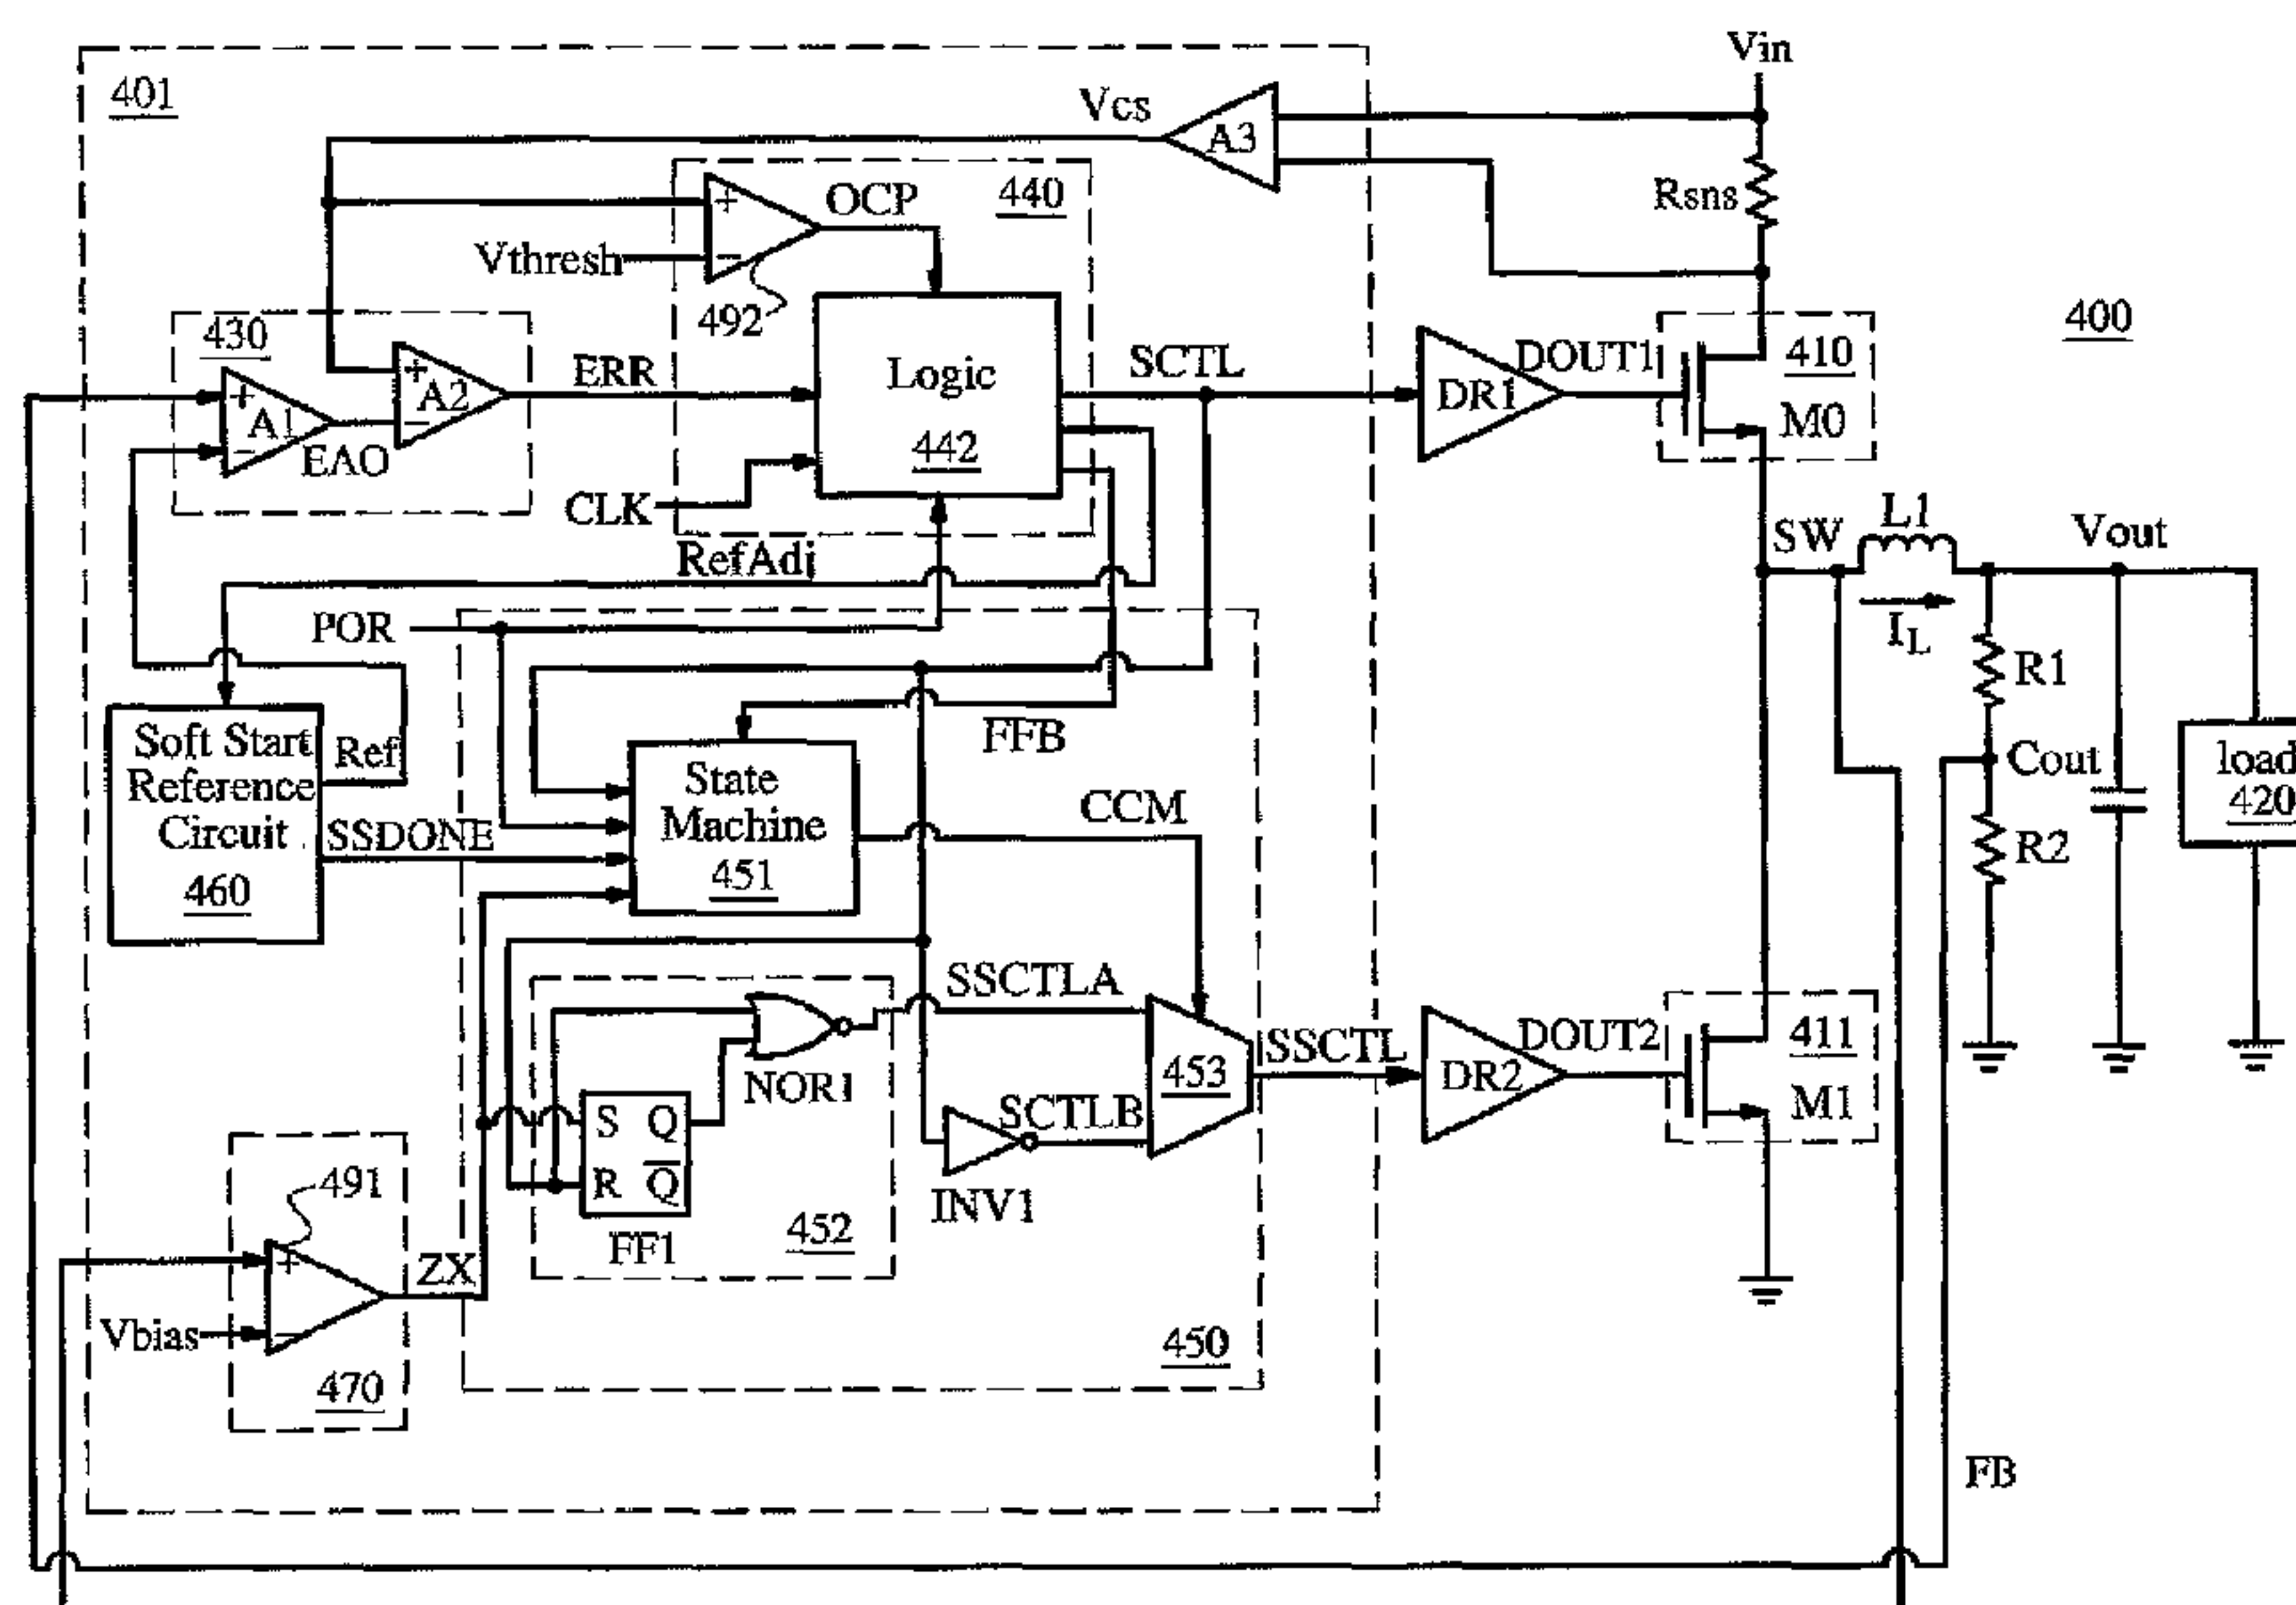 Vin
401
Vcs
A3
440
OCP
Rsns
+
Vthresh
−
492
400
430
410
DOUT1
SCTL
ERR
Logic
+
A2
DR1
+
A1
−
M0
442
−
EAO
CLK
L1
SW
Vout
RefAdj
POR
I_L
R1
FFB
Soft Start
Reference
Circuit
460
Ref
State
Machine
451
Cout
load
420
CCM
SSDONE
R2
SSCTLA
411
SSCTL
DOUT2
453
DR2
NOR1
M1
S Q
SCTLB
R Q̅
491
INV1
452
FF1
+
ZX
Vbias
−
450
470
FB